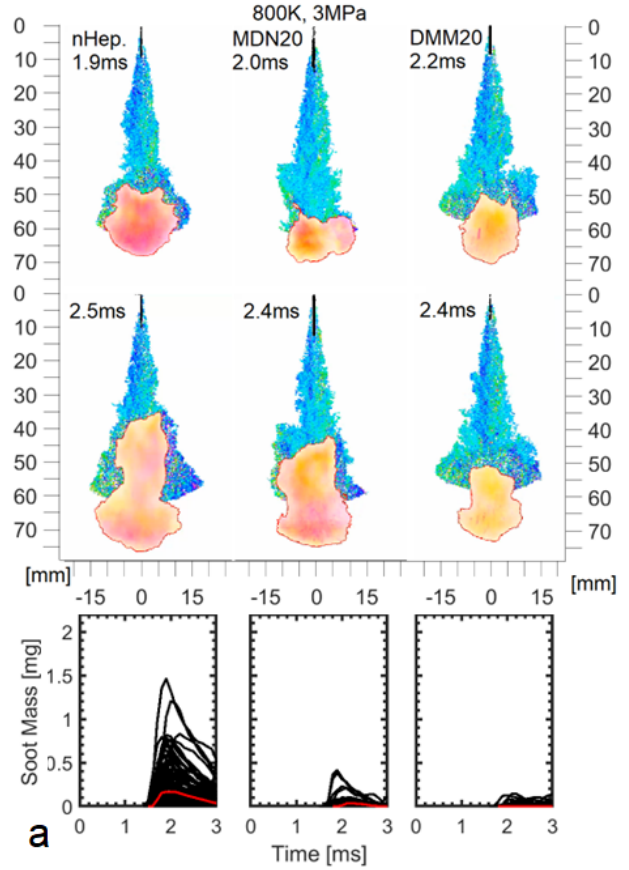 800K, 3MPa
nHep. MDN20 DMM20
1.9ms 2.0ms 2.2ms
0 0
10 10
20 20
30 30
40 40
50 50
60 60
70 70
0 2.5ms 2.4ms 2.4ms 0
10 10
20 20
30 30
40 40
50 50
60 60
70 70
[mm] -15 0 15 -15 0 15 -15 0 15 [mm]
Soot Mass [mg]
2
1.5
1
0.5
0
0 1 2 3 0 1 2 3 0 1 2 3
a Time [ms]